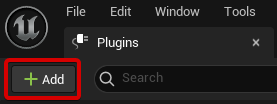 File Edit Window Tools
Plugins
+ Add
Search